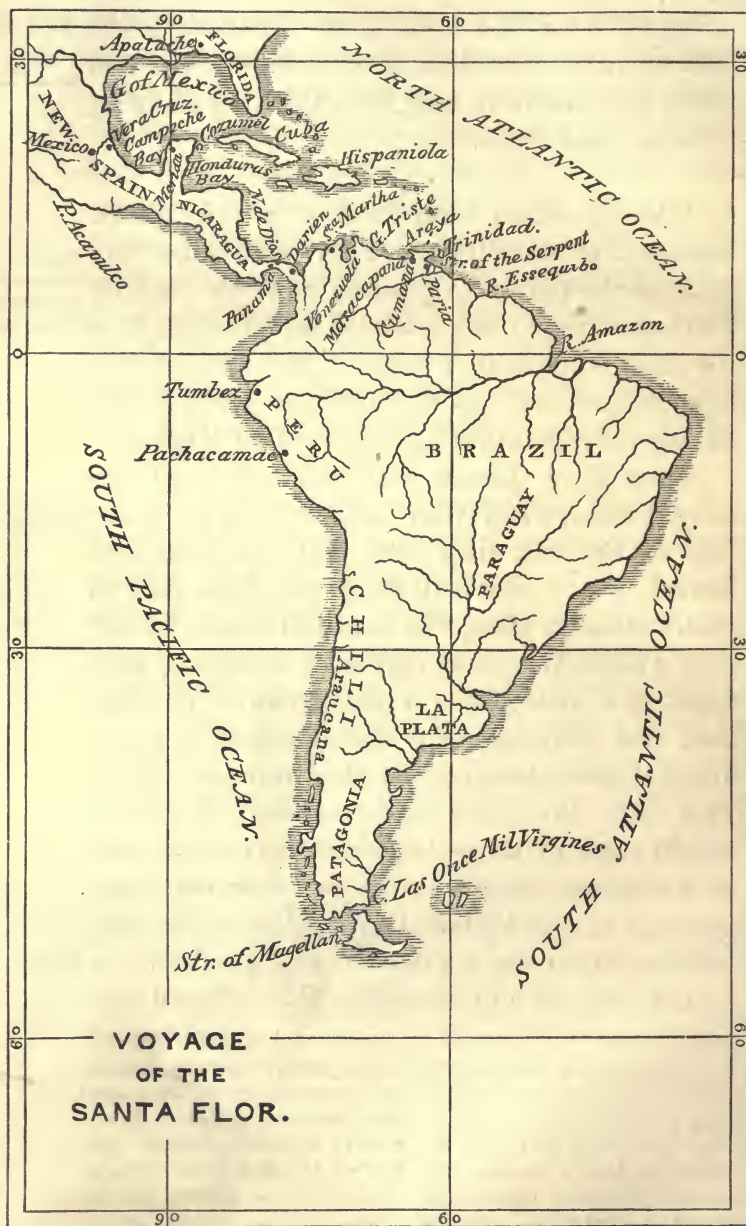 90
60
30
30
Apatache
FLORIDA
NORTH ATLANTIC OCEAN.
G of Mexico
NEW SPAIN
Mexico
Vera Cruz.
Campeche Bay
Merida
Cozumel
Cuba
Honduras Bay
Hispaniola
P. Acapulco
NICARAGUA
N. de Dias
Panama
Darien
Sta Martha
Venezuela
G. Triste
Maracapana
Araya
Cumana
Paria
Trinidad.
Str. of the Serpent
R. Essequibo
R. Amazon
0
0
Tumbez
PERU
BRAZIL
Pachacamac
SOUTH PACIFIC OCEAN.
PARAGUAY
CHILI
Araucana
30
30
LA
PLATA
SOUTH ATLANTIC OCEAN.
PATAGONIA
C. Las Once Mil Virgines
Str. of Magellan
60
60
VOYAGE
OF THE
SANTA FLOR.
90
60